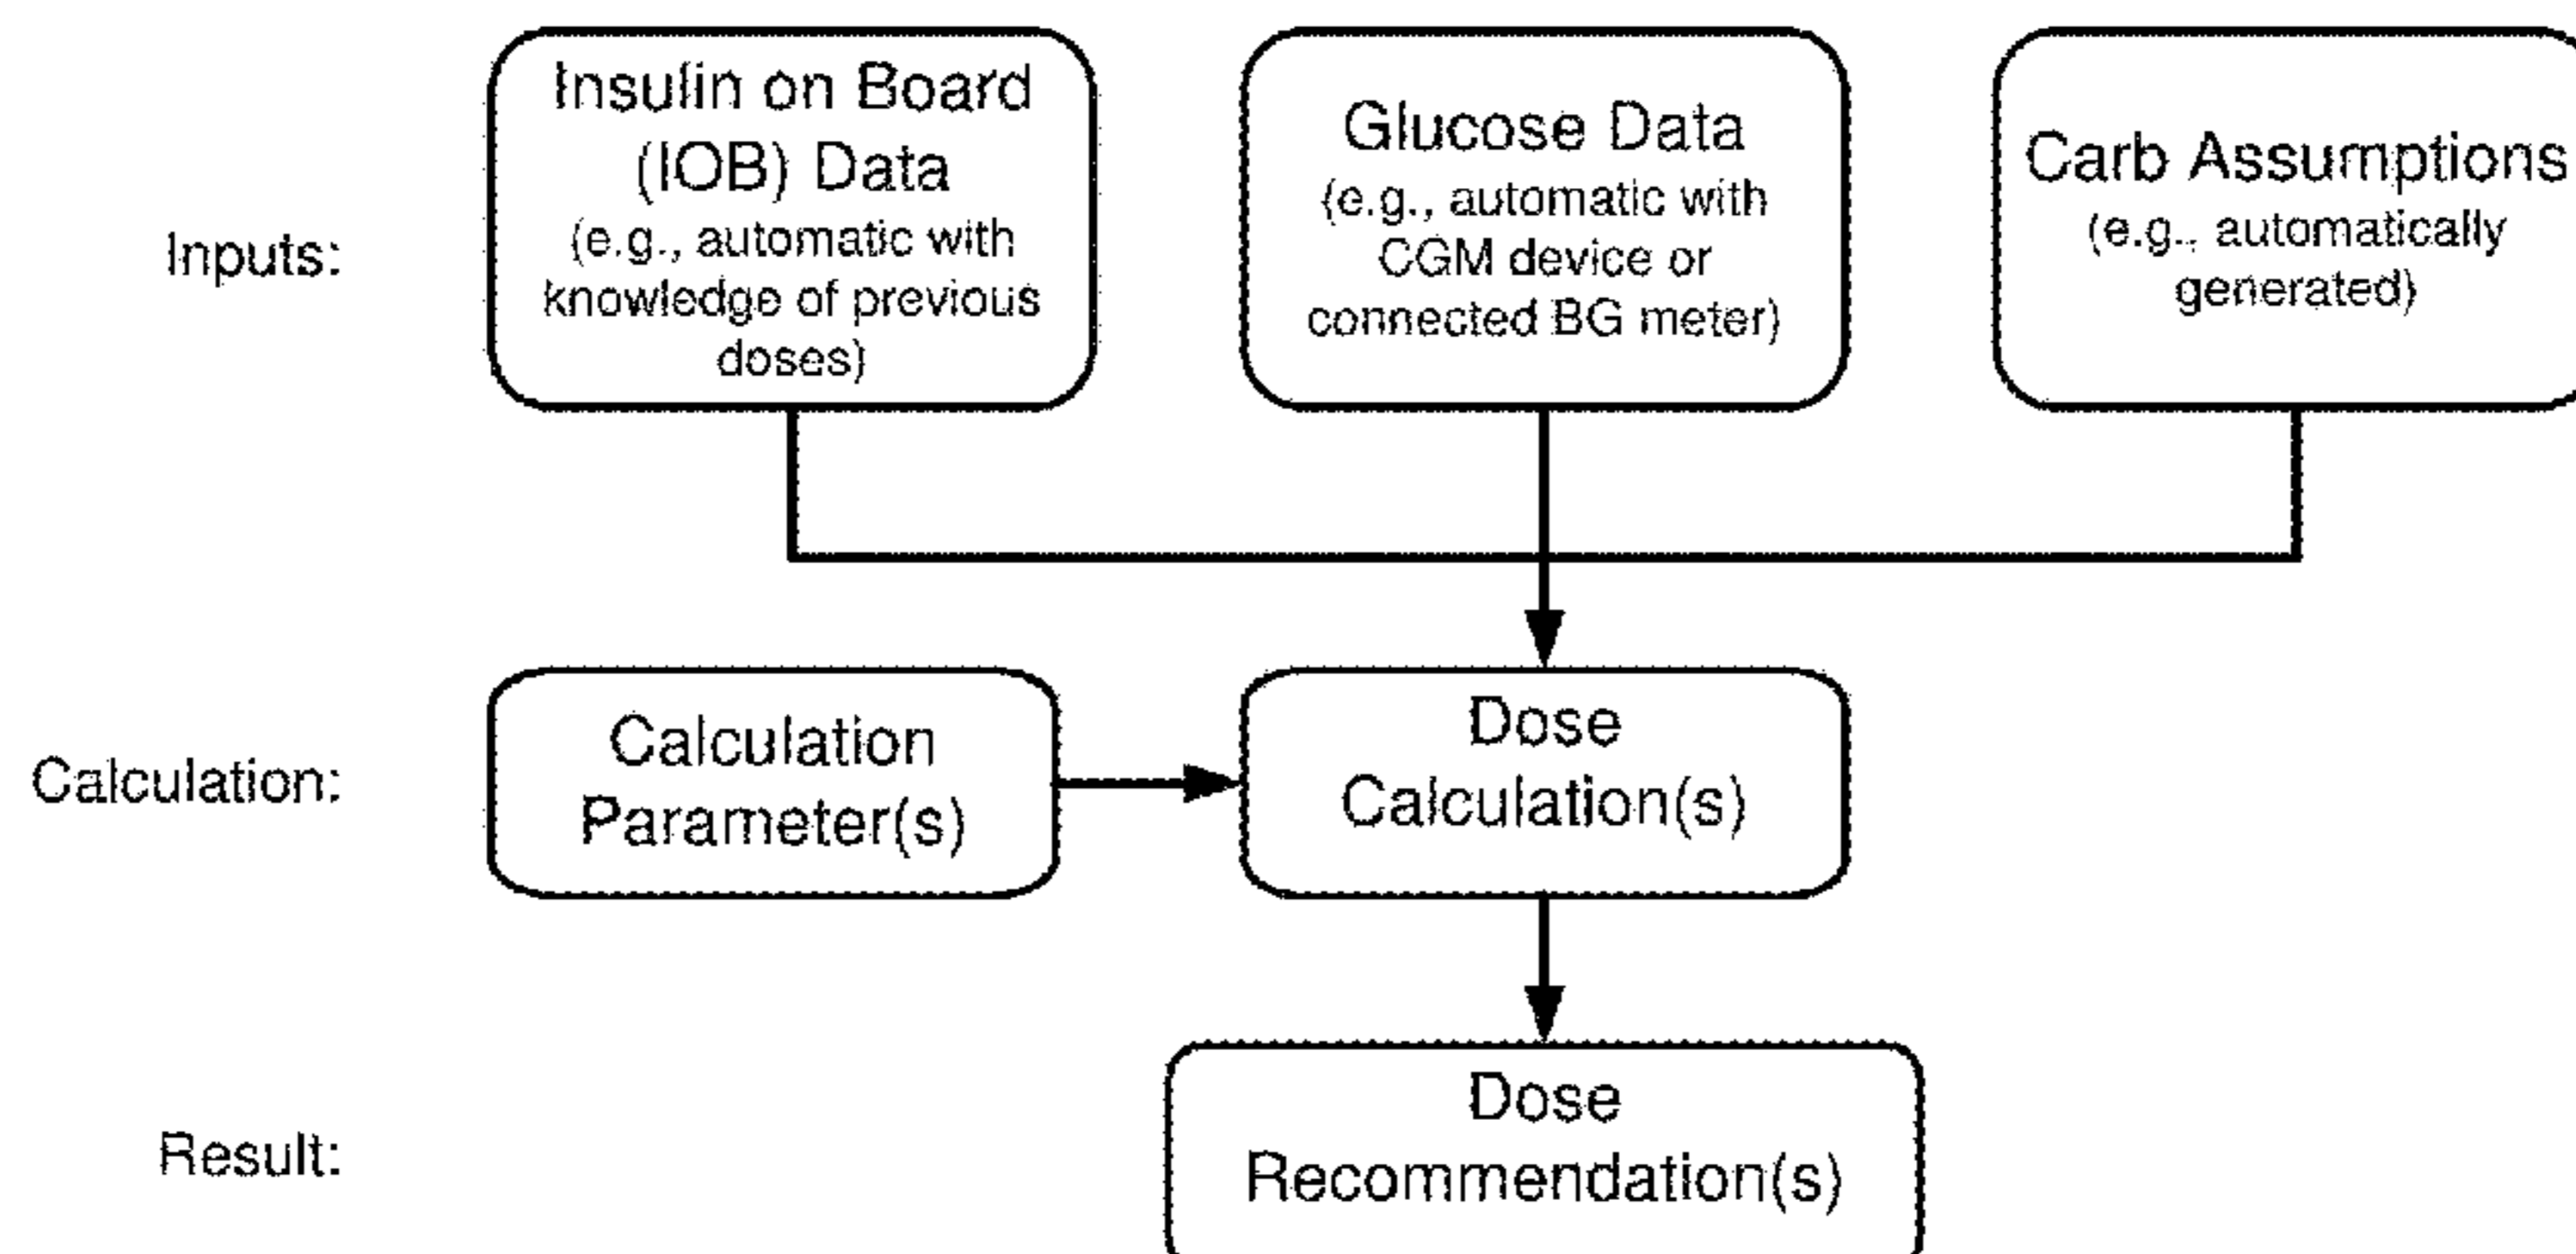 Inputs:
Insulin on Board
(IOB) Data
(e.g., automatic with
knowledge of previous
doses)
Glucose Data
(e.g., automatic with
CGM device or
connected BG meter)
Carb Assumptions
(e.g., automatically
generated)
Calculation:
Calculation
Parameter(s)
Dose
Calculation(s)
Result:
Dose
Recommendation(s)